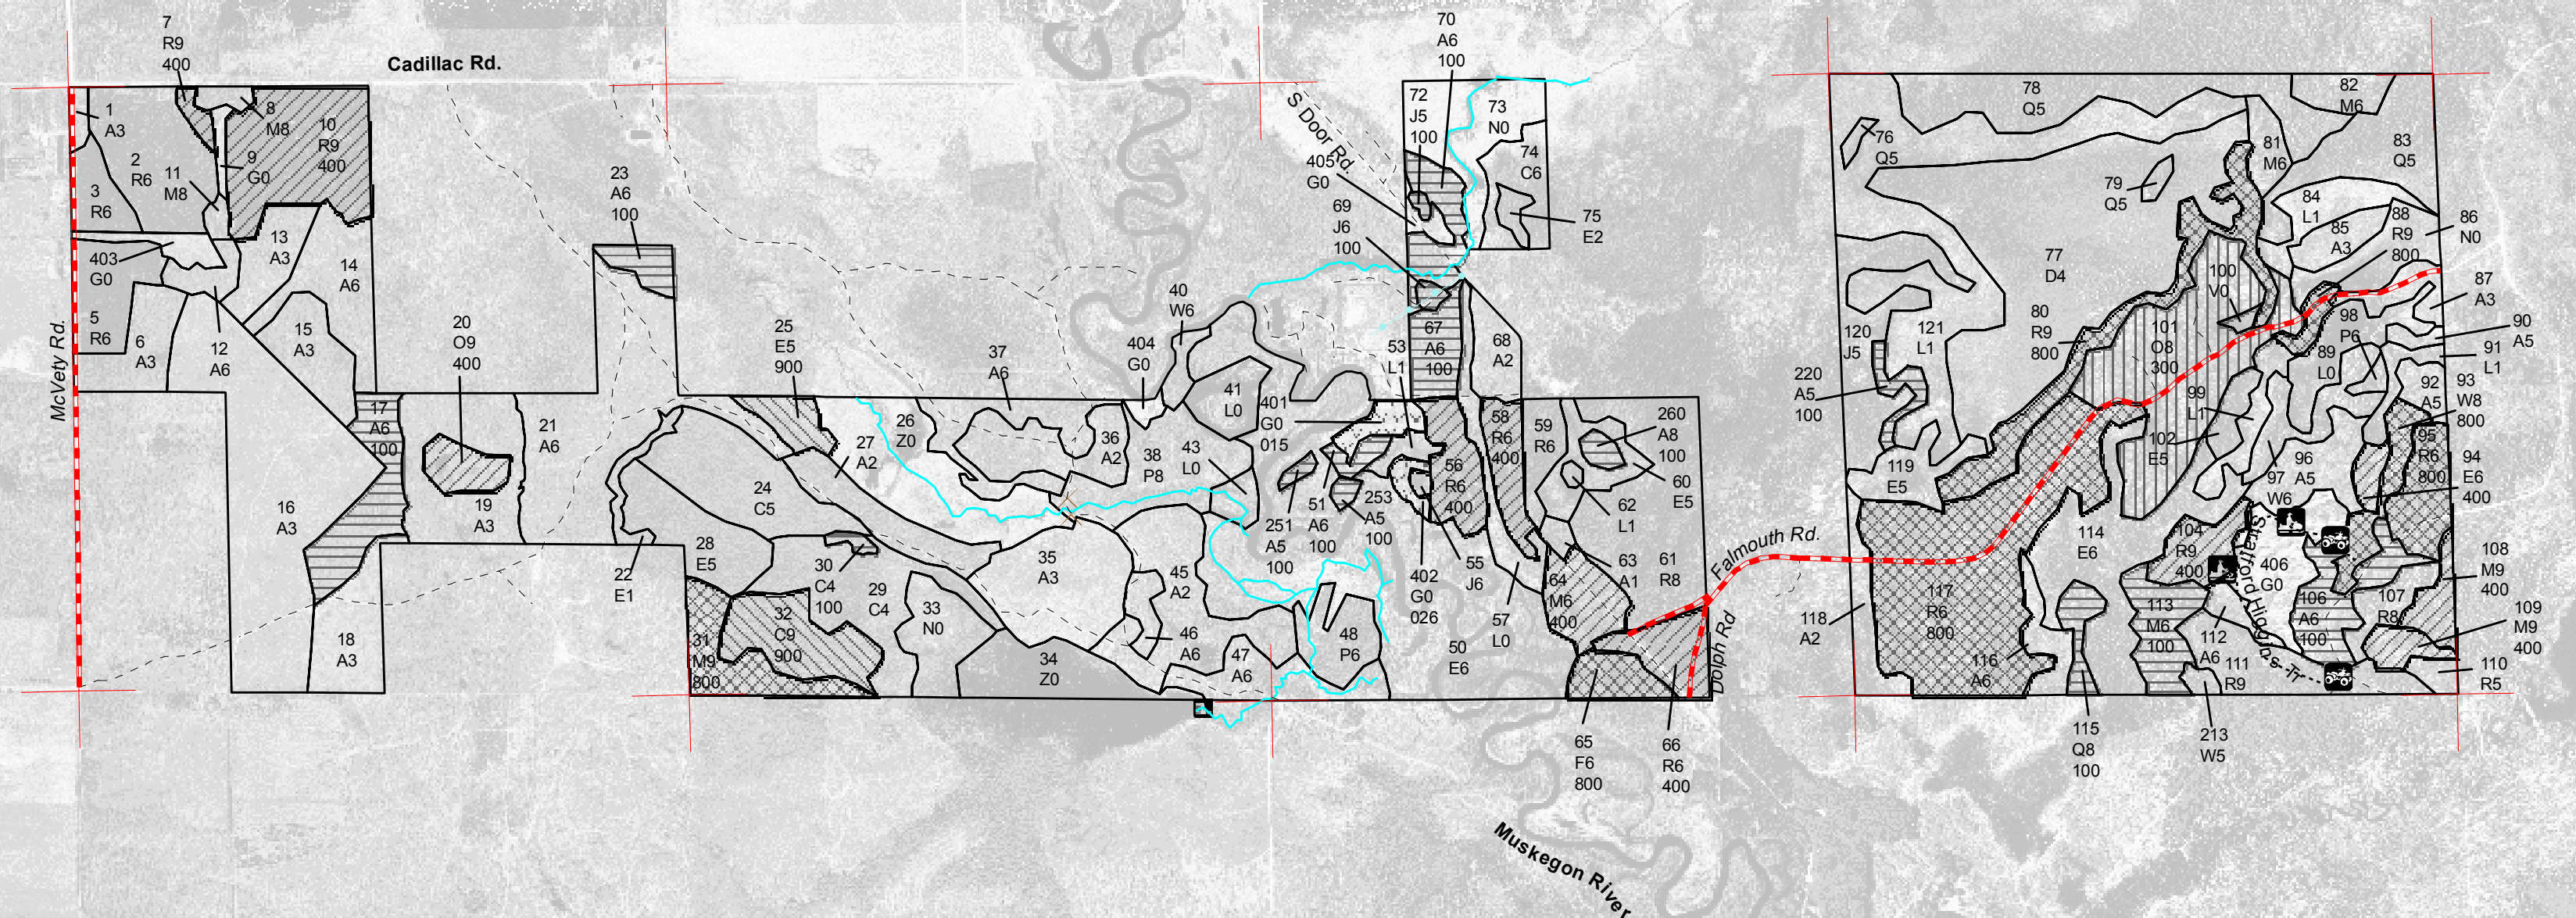 7
R9
400
Cadillac Rd.
1
A3
2
R6
3
R6
11
M8
8
M8
9
G0
10
R9
400
403
G0
5
R6
6
A3
12
A6
13
A3
14
A6
15
A3
McVety Rd.
16
A3
17
A6
100
18
A3
20
O9
400
19
A3
21
A6
22
E1
23
A6
100
24
C5
25
E5
900
26
Z0
27
A2
28
E5
29
C4
30
C4
100
31
M9
800
32
C9
900
33
N0
34
Z0
35
A3
36
A2
37
A6
38
P8
404
G0
40
W6
41
L0
43
L0
45
A2
46
A6
47
A6
48
P6
401
G0
015
251
A5
100
51
A6
100
253
A5
100
53
L1
402
G0
026
55
J6
56
R6
400
57
L0
50
E6
58
R6
400
59
R6
260
A8
100
60
E5
62
L1
63
A1
61
R8
64
M6
400
65
F6
800
66
R6
400
67
A6
100
68
A2
69
J6
100
405
G0
S Door Rd.
70
A6
100
72
J5
100
73
N0
74
C6
75
E2
Dolph Rd
Falmouth Rd.
Muskegon River
76
Q5
77
D4
78
Q5
79
Q5
80
R9
800
81
M6
82
M6
83
Q5
84
L1
85
A3
88
R9
800
86
N0
87
A3
90
A5
91
L1
98
P6
89
L0
92
A5
93
W8
800
95
R6
800
94
E6
400
96
A5
97
W6
99
L1
100
V0
101
O8
300
102
E5
104
R9
400
406
G0
Stratford Higgins Tr
106
A6
100
107
R8
108
M9
400
109
M9
400
110
R5
111
R9
112
A6
113
M6
100
114
E6
115
Q8
100
213
W5
116
A6
117
R6
800
118
A2
119
E5
120
J5
121
L1
220
A5
100